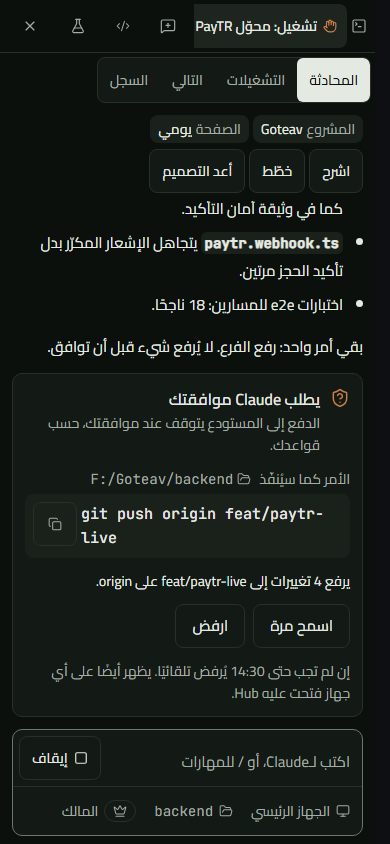 تشغيل: محوّل PayTR
المحادثة
التشغيلات
التالي
السجل
المشروع Goteav
الصفحة يومي
اشرح
خطّط
أعد التصميم
كما في وثيقة أمان التأكيد.
paytr.webhook.ts يتجاهل الإشعار المكرّر بدل
تأكيد الحجز مرتين.
اختبارات e2e للمسارين: 18 ناجحًا.
بقي أمر واحد: رفع الفرع. لا يُرفع شيء قبل أن توافق.
يطلب Claude موافقتك
الدفع إلى المستودع يتوقف عند موافقتك، حسب
قواعدك.
الأمر كما سيُنفَّذ F:/Goteav/backend
git push origin feat/paytr-
live
يرفع 4 تغييرات إلى feat/paytr-live على origin.
اسمح مرة
ارفض
إن لم تجب حتى 14:30 يُرفض تلقائيًا. يظهر أيضًا على أي
جهاز فتحت عليه Hub.
اكتب لـClaude، أو / للمهارات
إيقاف
الجهاز الرئيسي
backend
المالك